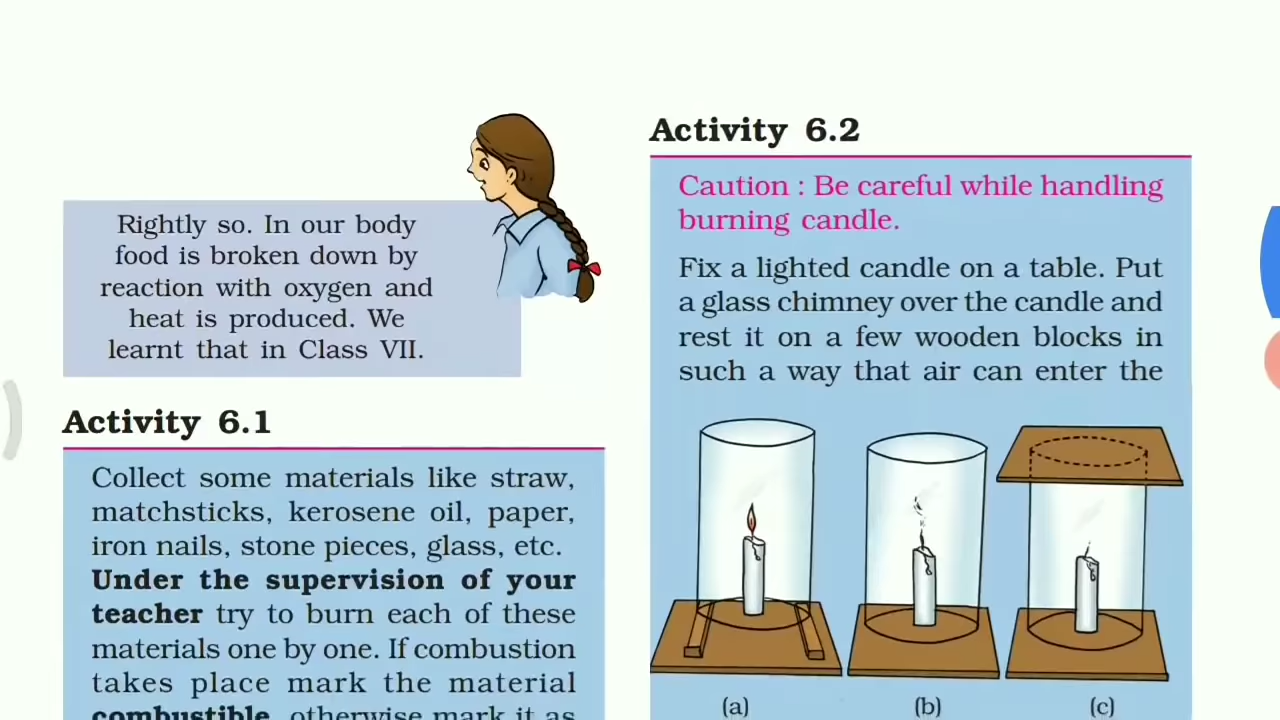 Rightly so. In our body
food is broken down by
reaction with oxygen and
heat is produced. We
learnt that in Class VII.
Activity 6.1
Collect some materials like straw,
matchsticks, kerosene oil, paper,
iron nails, stone pieces, glass, etc.
Under the supervision of your
teacher try to burn each of these
materials one by one. If combustion
takes place mark the material
combustible, otherwise mark it as
Activity 6.2
Caution : Be careful while handling
burning candle.
Fix a lighted candle on a table. Put
a glass chimney over the candle and
rest it on a few wooden blocks in
such a way that air can enter the
(a)
(b)
(c)